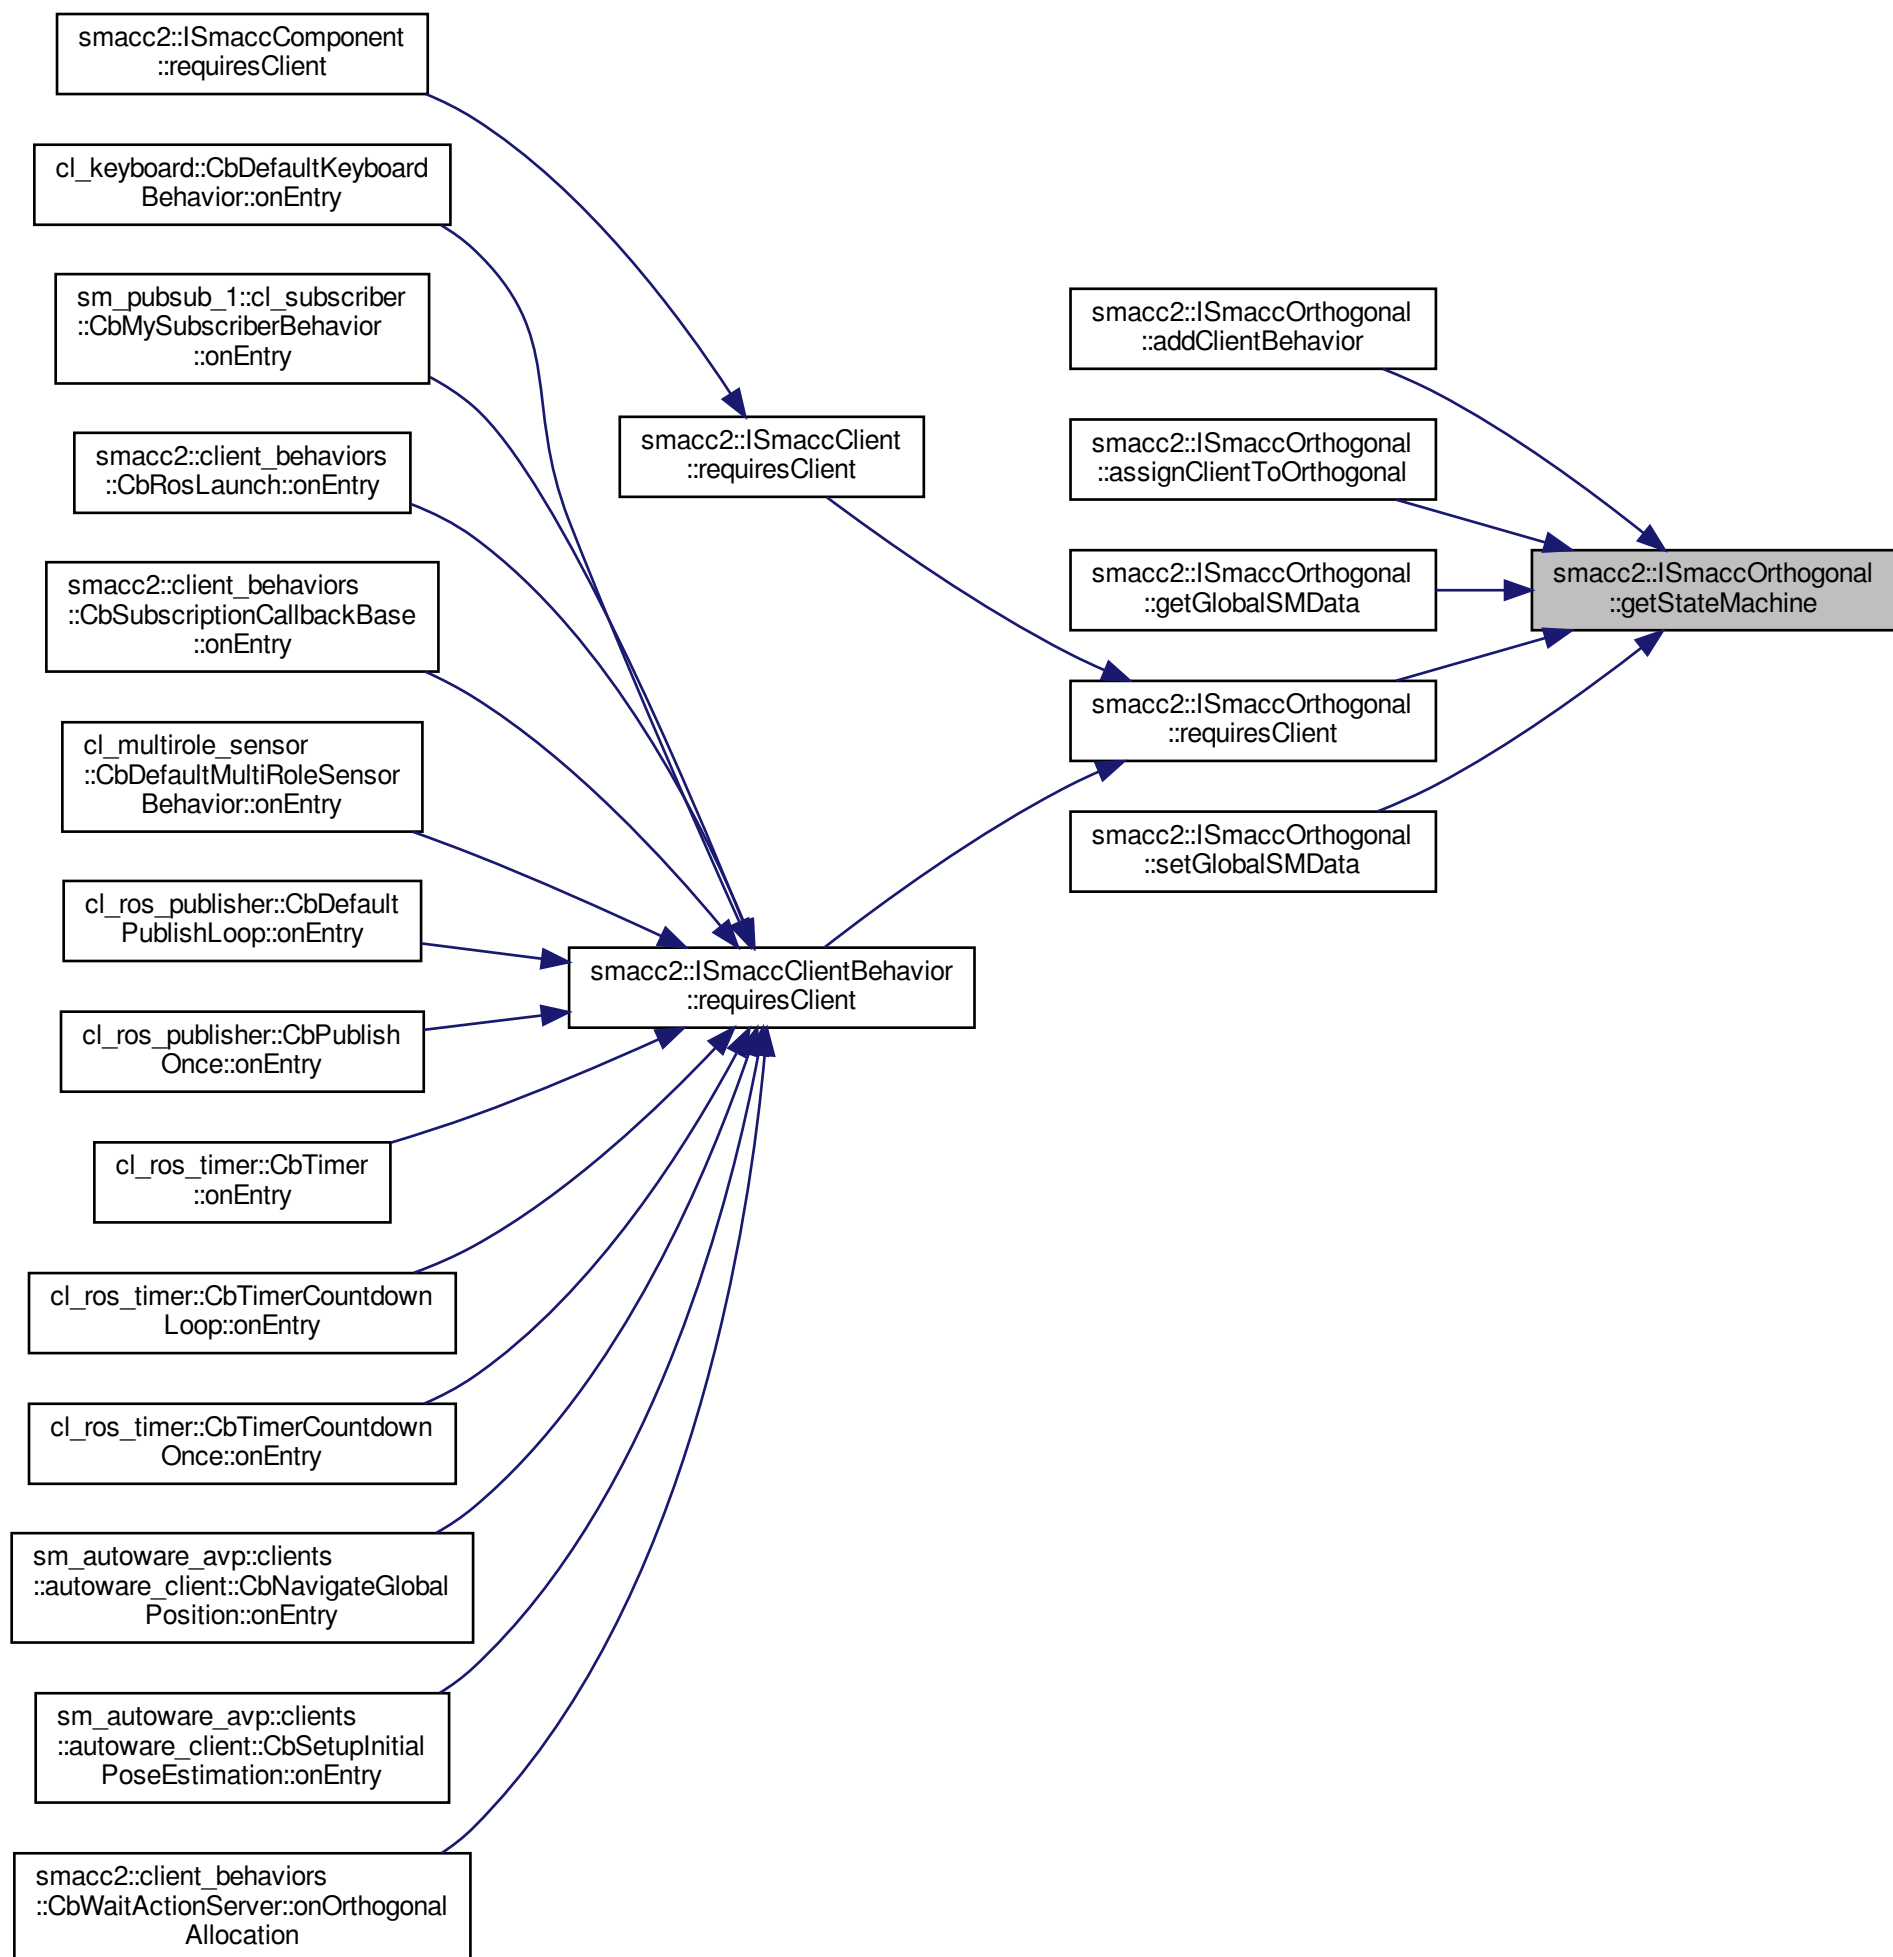 smacc2::ISmaccComponent
::requiresClient
cl_keyboard::CbDefaultKeyboard
Behavior::onEntry
sm_pubsub_1::cl_subscriber
::CbMySubscriberBehavior
::onEntry
smacc2::client_behaviors
::CbRosLaunch::onEntry
smacc2::client_behaviors
::CbSubscriptionCallbackBase
::onEntry
cl_multirole_sensor
::CbDefaultMultiRoleSensor
Behavior::onEntry
cl_ros_publisher::CbDefault
PublishLoop::onEntry
cl_ros_publisher::CbPublish
Once::onEntry
cl_ros_timer::CbTimer
::onEntry
cl_ros_timer::CbTimerCountdown
Loop::onEntry
cl_ros_timer::CbTimerCountdown
Once::onEntry
sm_autoware_avp::clients
::autoware_client::CbNavigateGlobal
Position::onEntry
sm_autoware_avp::clients
::autoware_client::CbSetupInitial
PoseEstimation::onEntry
smacc2::client_behaviors
::CbWaitActionServer::onOrthogonal
Allocation
smacc2::ISmaccClient
::requiresClient
smacc2::ISmaccClientBehavior
::requiresClient
smacc2::ISmaccOrthogonal
::addClientBehavior
smacc2::ISmaccOrthogonal
::assignClientToOrthogonal
smacc2::ISmaccOrthogonal
::getGlobalSMData
smacc2::ISmaccOrthogonal
::requiresClient
smacc2::ISmaccOrthogonal
::setGlobalSMData
smacc2::ISmaccOrthogonal
::getStateMachine